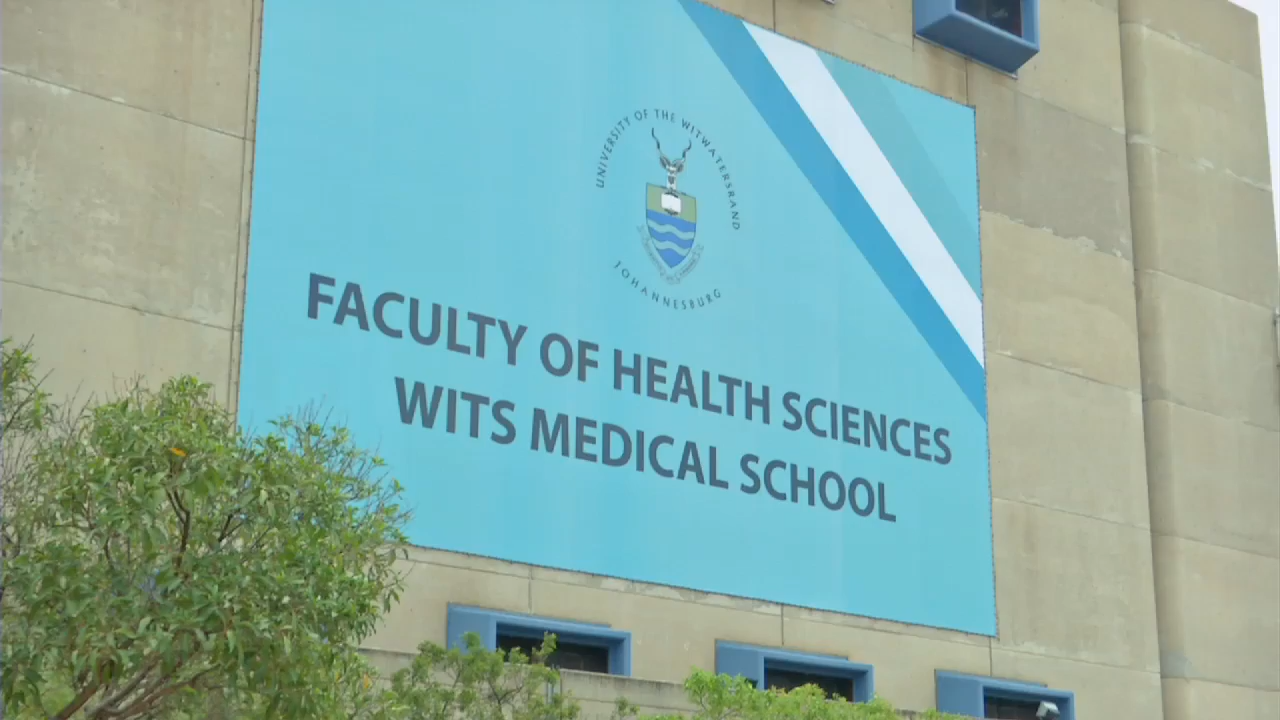 UNIVERSITY OF THE WITWATERSRAND
JOHANNESBURG
FACULTY OF HEALTH SCIENCES
WITS MEDICAL SCHOOL